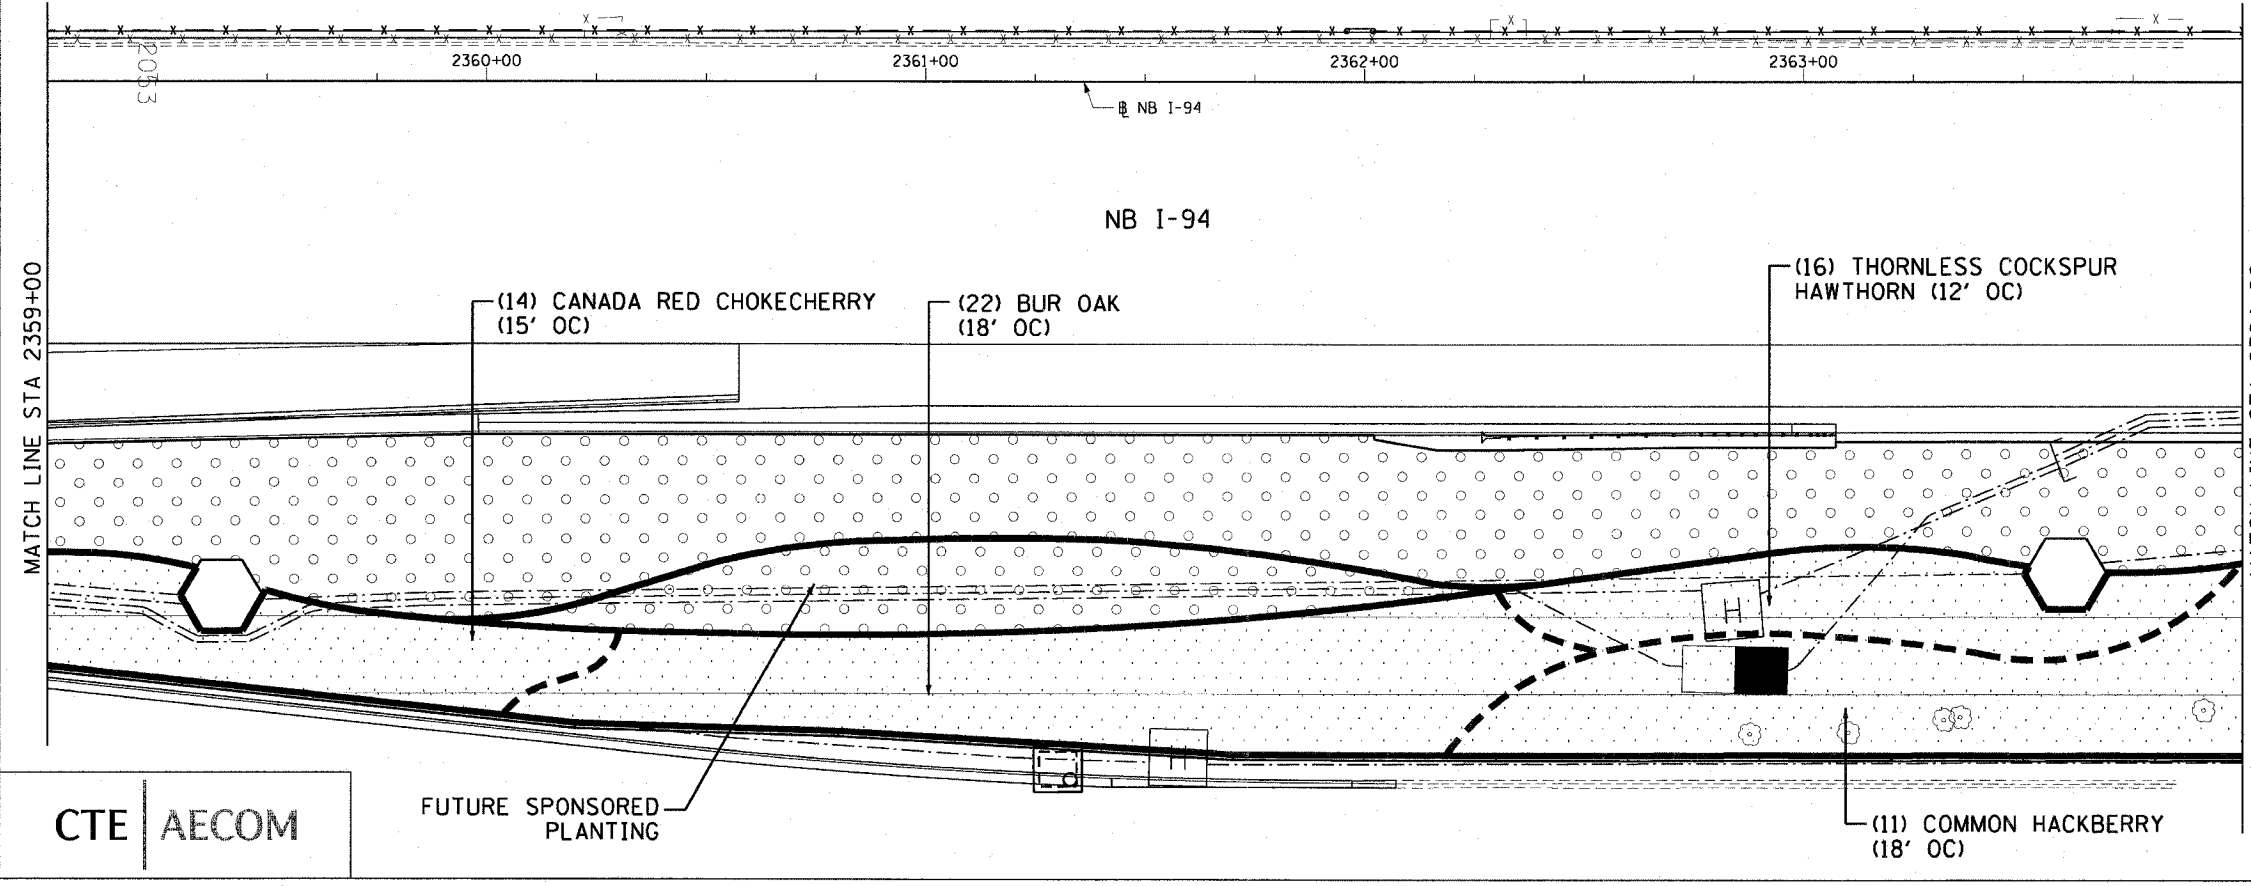 2053
2360+00 2361+00 2362+00 2363+00
℄ NB I-94
NB I-94
MATCH LINE STA 2359+00
(14) CANADA RED CHOKECHERRY
(15' OC)
(22) BUR OAK
(18' OC)
(16) THORNLESS COCKSPUR
HAWTHORN (12' OC)
H
H
FUTURE SPONSORED
PLANTING
(11) COMMON HACKBERRY
(18' OC)
CTE AECOM